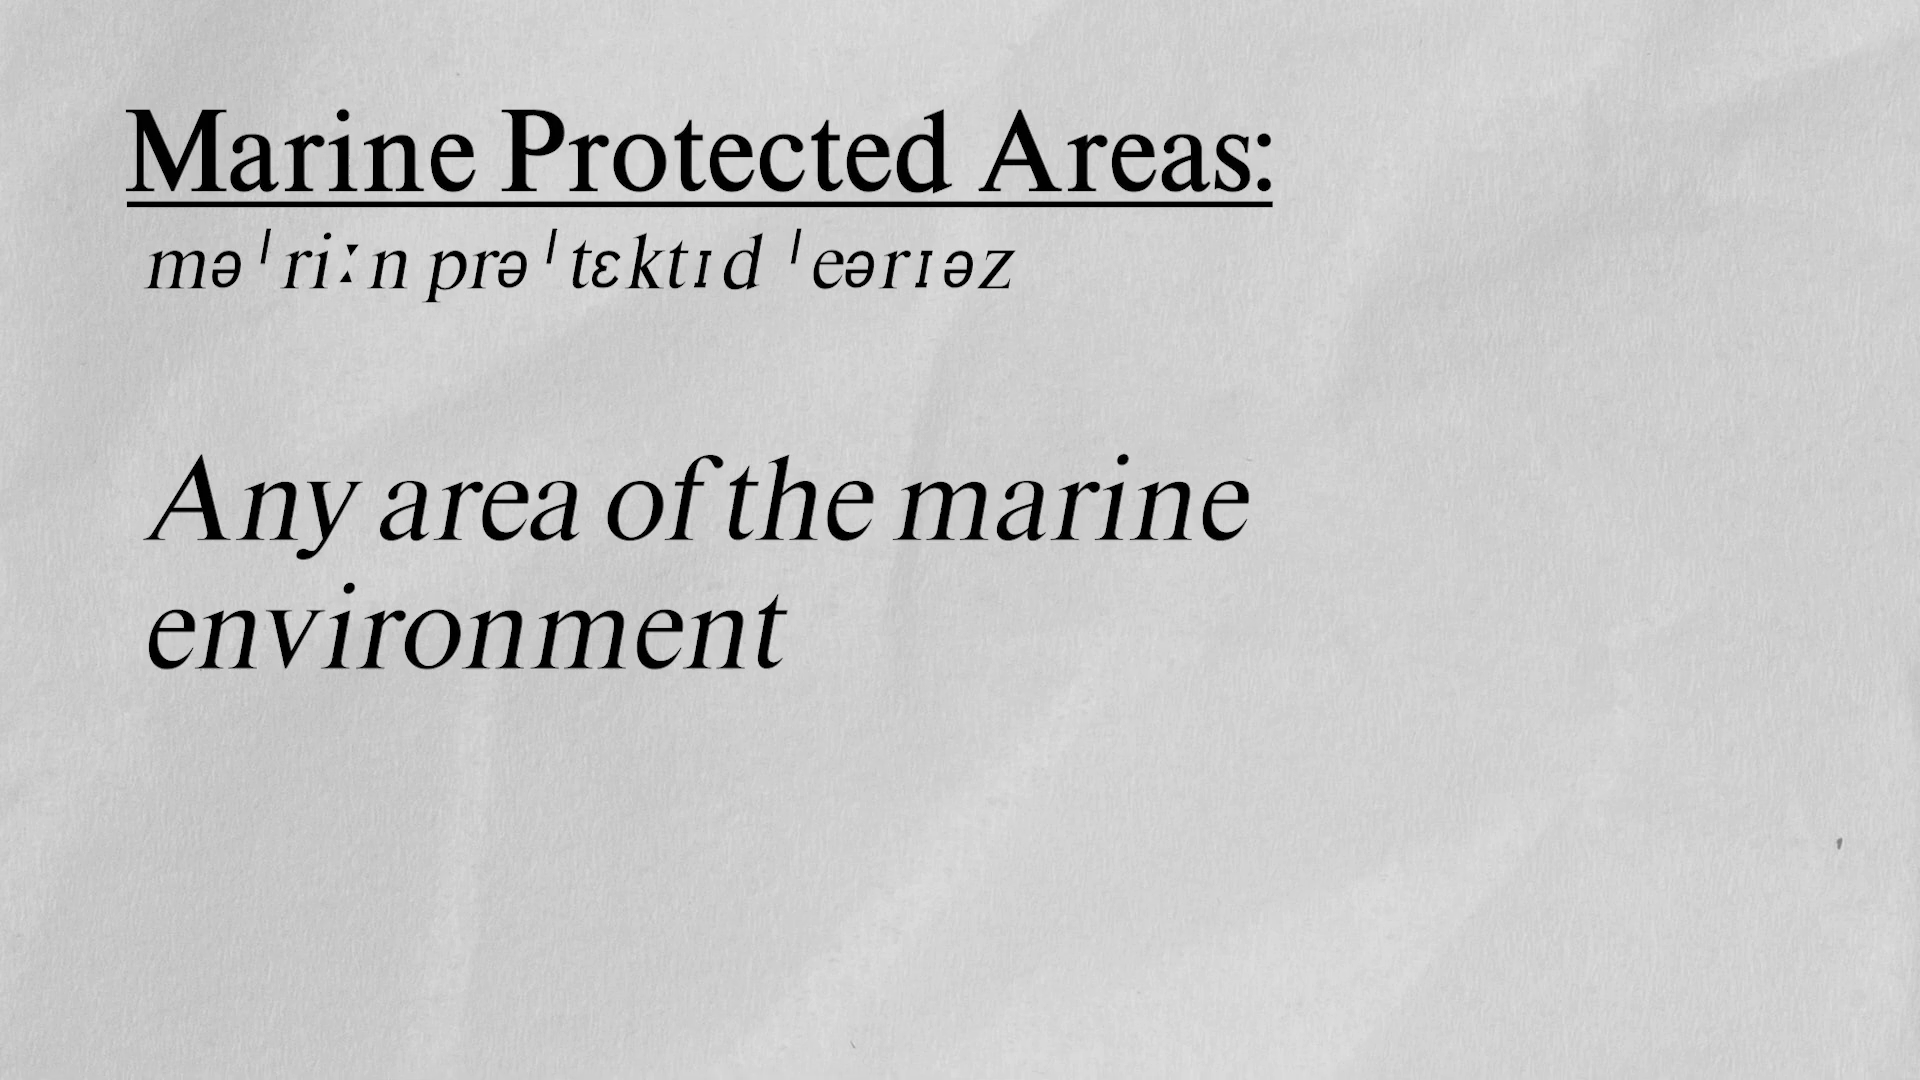 Marine Protected Areas:
məˈriːn prəˈtɛktɪd ˈeərɪəz
Any area of the marine
environment